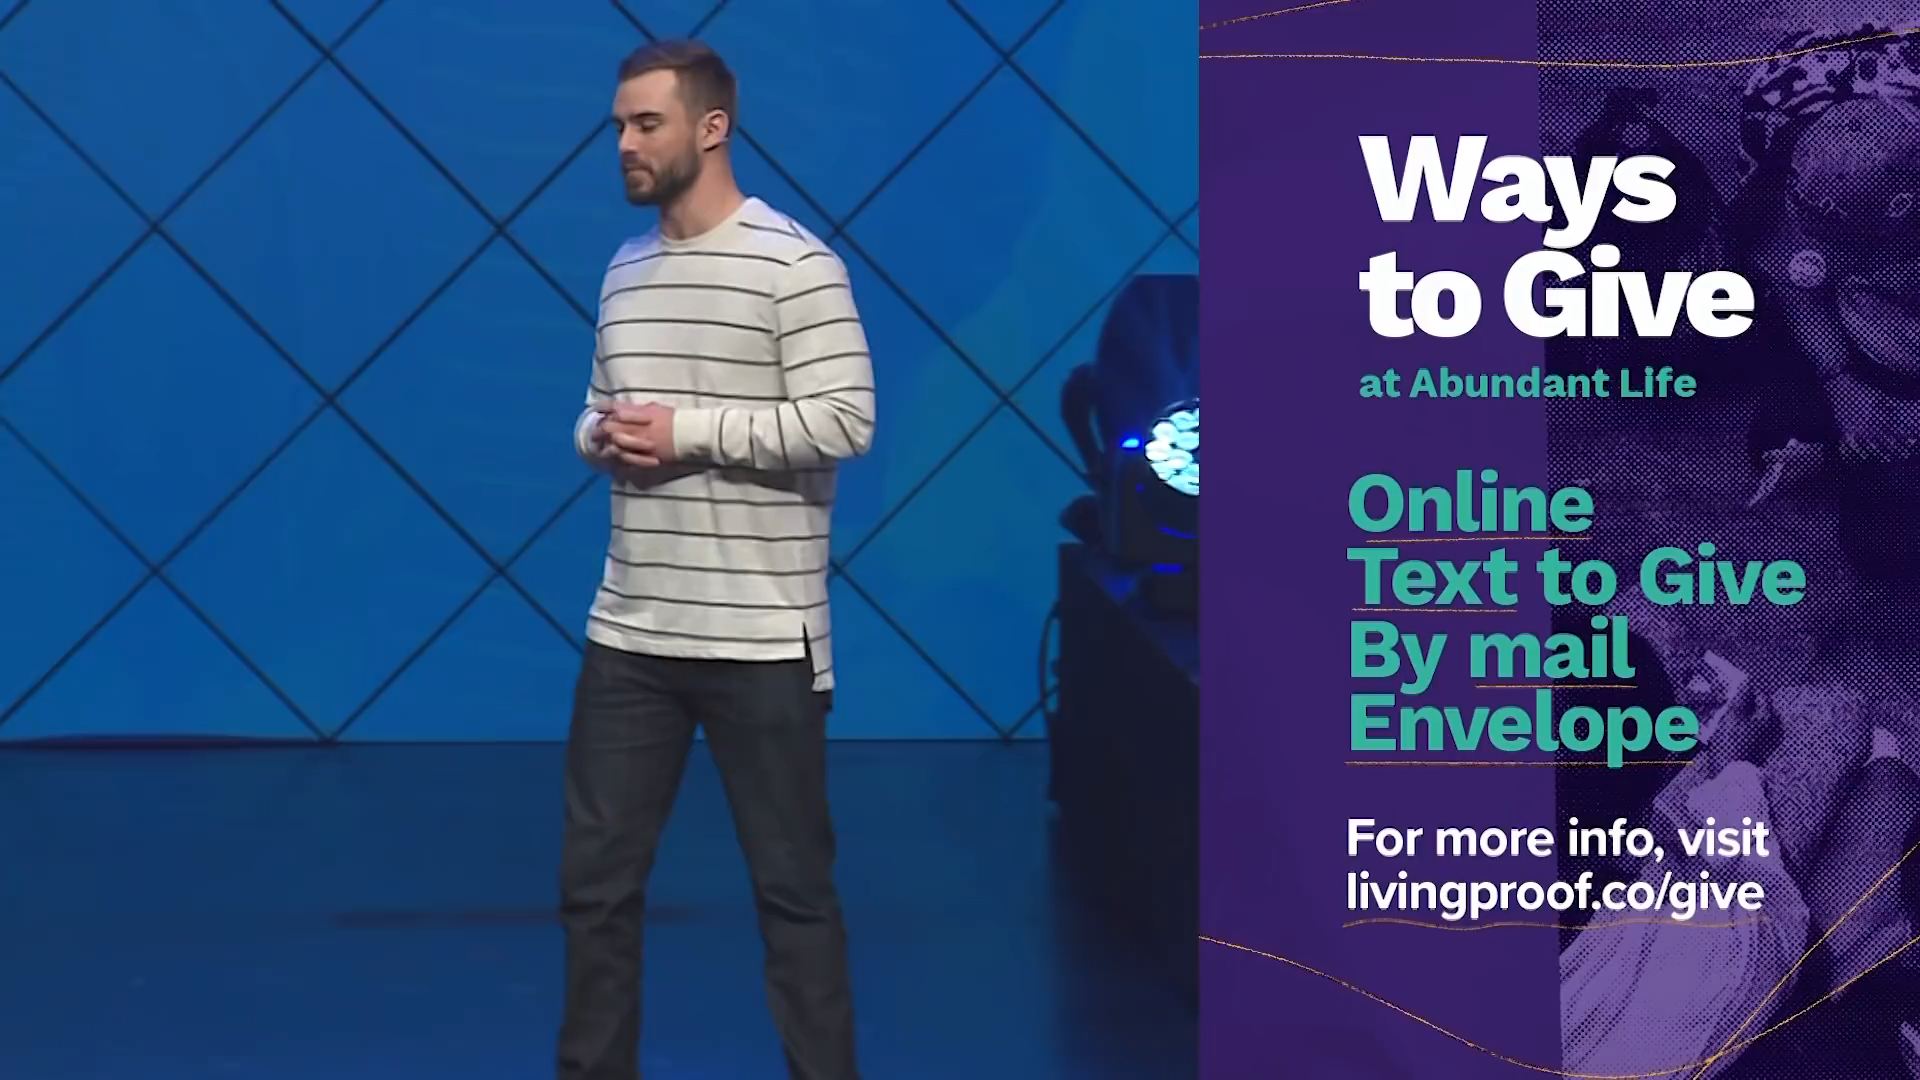 Ways
to Give
at Abundant Life
Online
Text to Give
By mail
Envelope
For more info, visit
livingproof.co/give